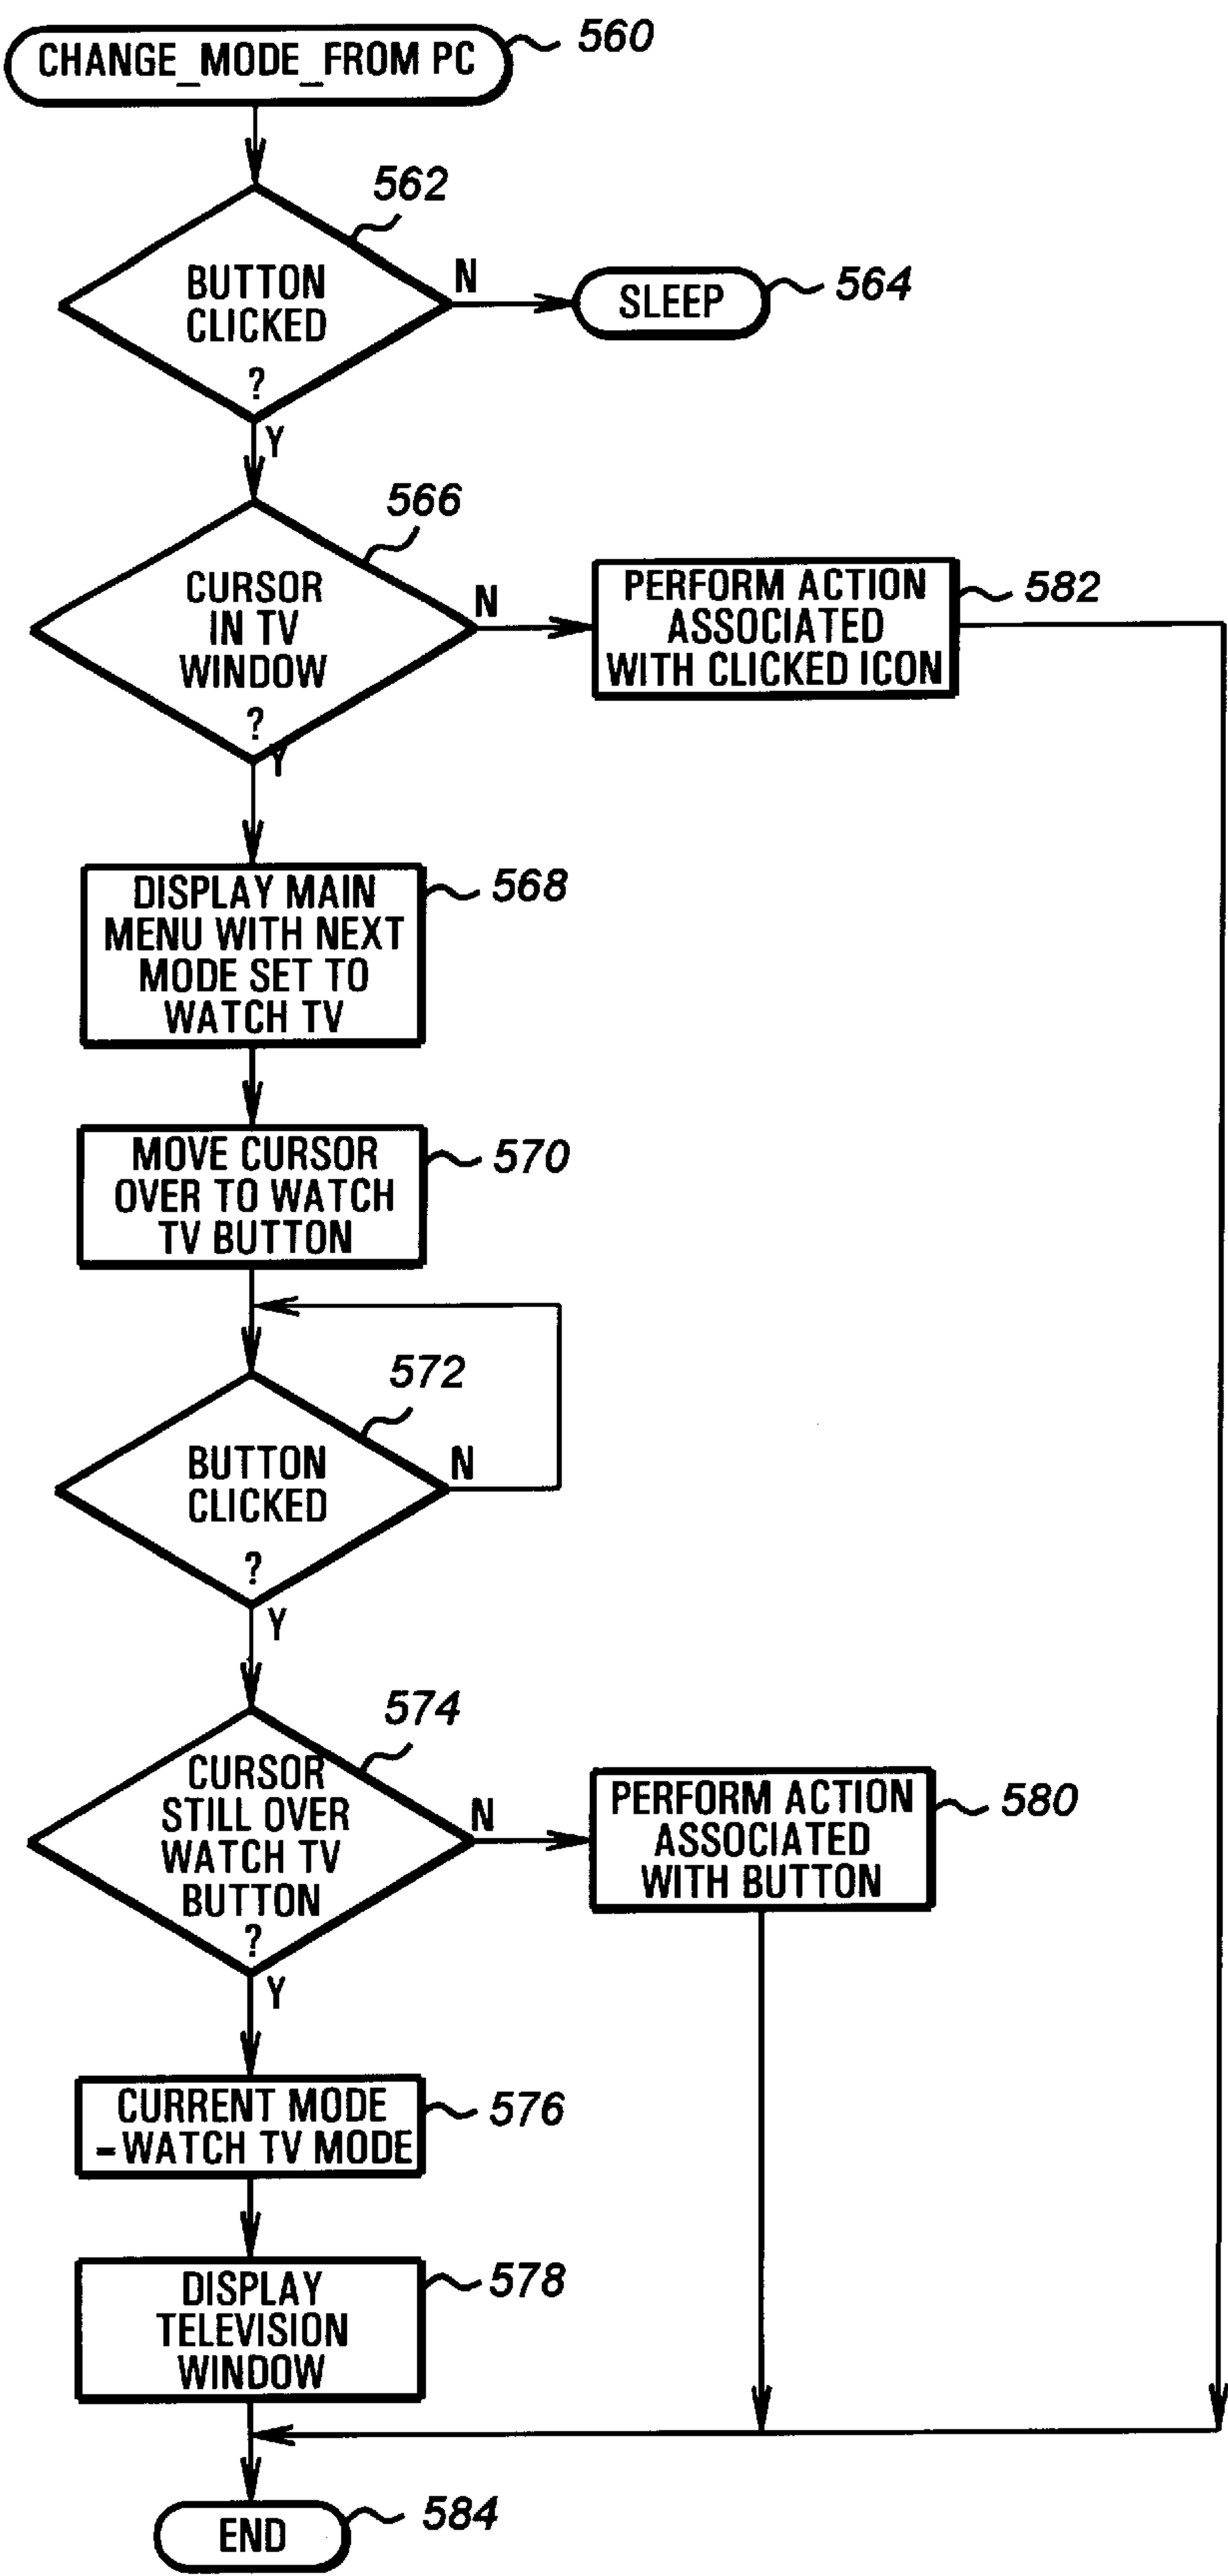 CHANGE_MODE_FROM PC
560
562
BUTTON
CLICKED
?
N
SLEEP
564
Y
566
CURSOR
IN TV
WINDOW
?
N
PERFORM ACTION
ASSOCIATED
WITH CLICKED ICON
582
Y
DISPLAY MAIN
MENU WITH NEXT
MODE SET TO
WATCH TV
568
MOVE CURSOR
OVER TO WATCH
TV BUTTON
570
572
BUTTON
CLICKED
?
N
Y
574
CURSOR
STILL OVER
WATCH TV
BUTTON
?
N
PERFORM ACTION
ASSOCIATED
WITH BUTTON
580
Y
CURRENT MODE
=WATCH TV MODE
576
DISPLAY
TELEVISION
WINDOW
578
END
584